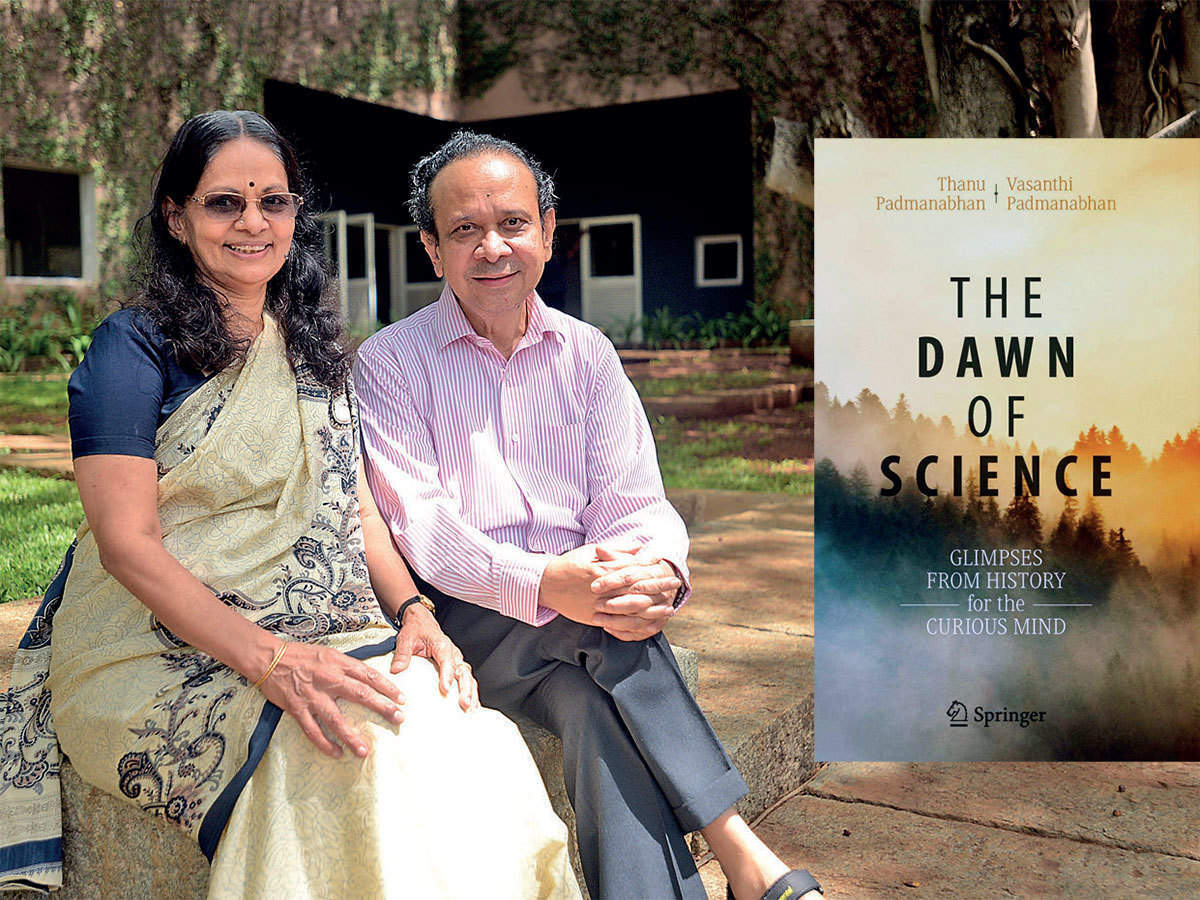 Thanu Vasanthi
Padmanabhan Padmanabhan
THE
DAWN
OF
SCIENCE
GLIMPSES
FROM HISTORY
for the
CURIOUS MIND
Springer